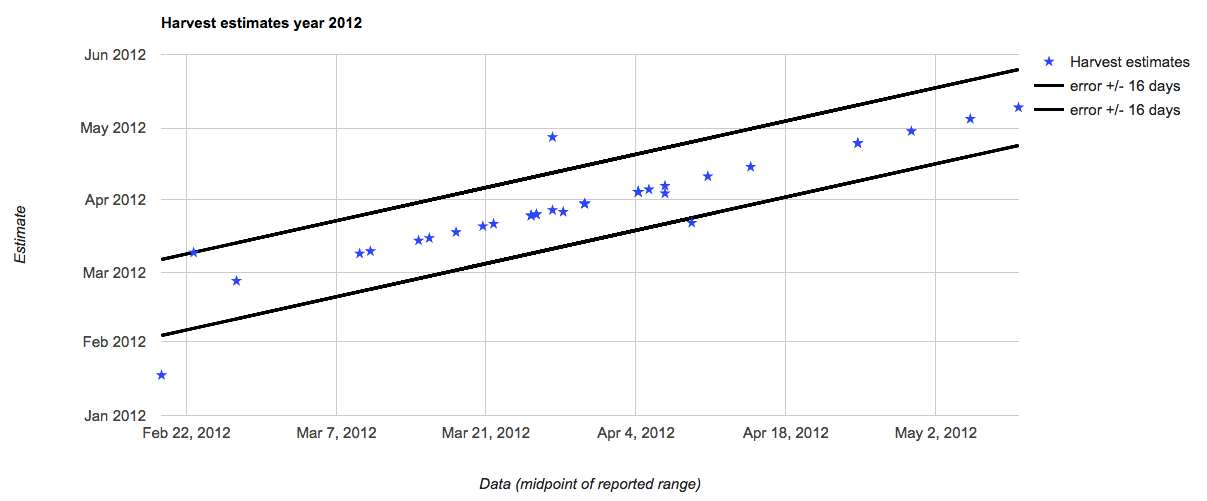 Harvest estimates year 2012
Jun 2012
May 2012
Apr 2012
Mar 2012
Feb 2012
Jan 2012
Estimate
Feb 22, 2012
Mar 7, 2012
Mar 21, 2012
Apr 4, 2012
Apr 18, 2012
May 2, 2012
Data (midpoint of reported range)
Harvest estimates
error +/- 16 days
error +/- 16 days